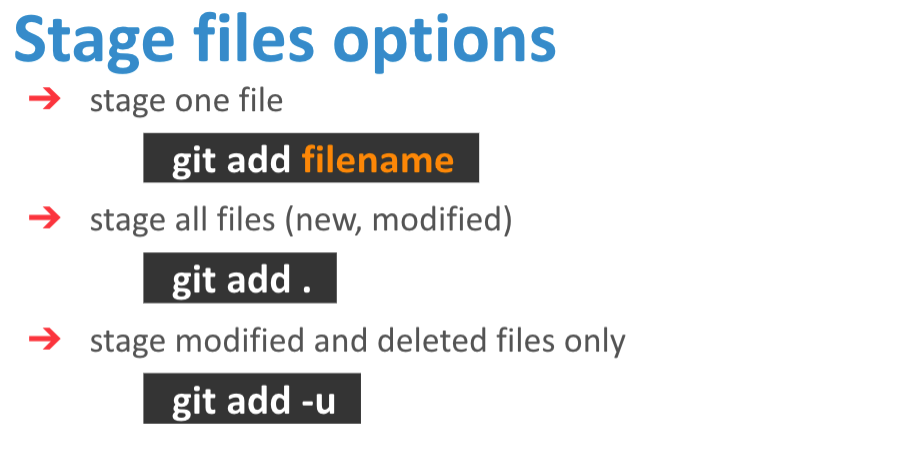 Stage files options
➔ stage one file
git add filename
➔ stage all files (new, modified)
git add .
➔ stage modified and deleted files only
git add -u